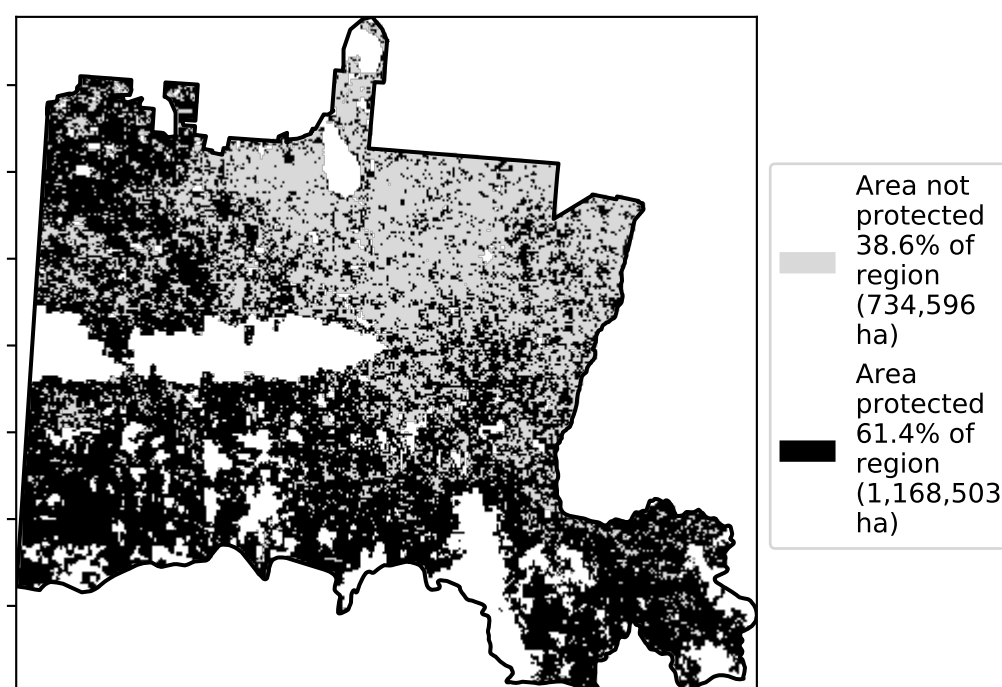 Area not
protected
38.6% of
region
(734,596
ha)
Area
protected
61.4% of
region
(1,168,503
ha)